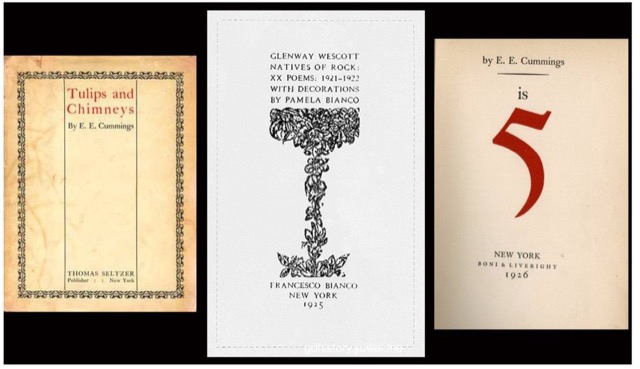 Tulips and
Chimneys
By E. E. Cummings
THOMAS SELTZER
Publisher : : New York
GLENWAY WESCOTT
NATIVES OF ROCK:
XX POEMS: 1921-1922
WITH DECORATIONS
BY PAMELA BIANCO
FRANCESCO BIANCO
NEW YORK
1925
by E. E. Cummings
is
5
NEW YORK
BONI & LIVERIGHT
1926